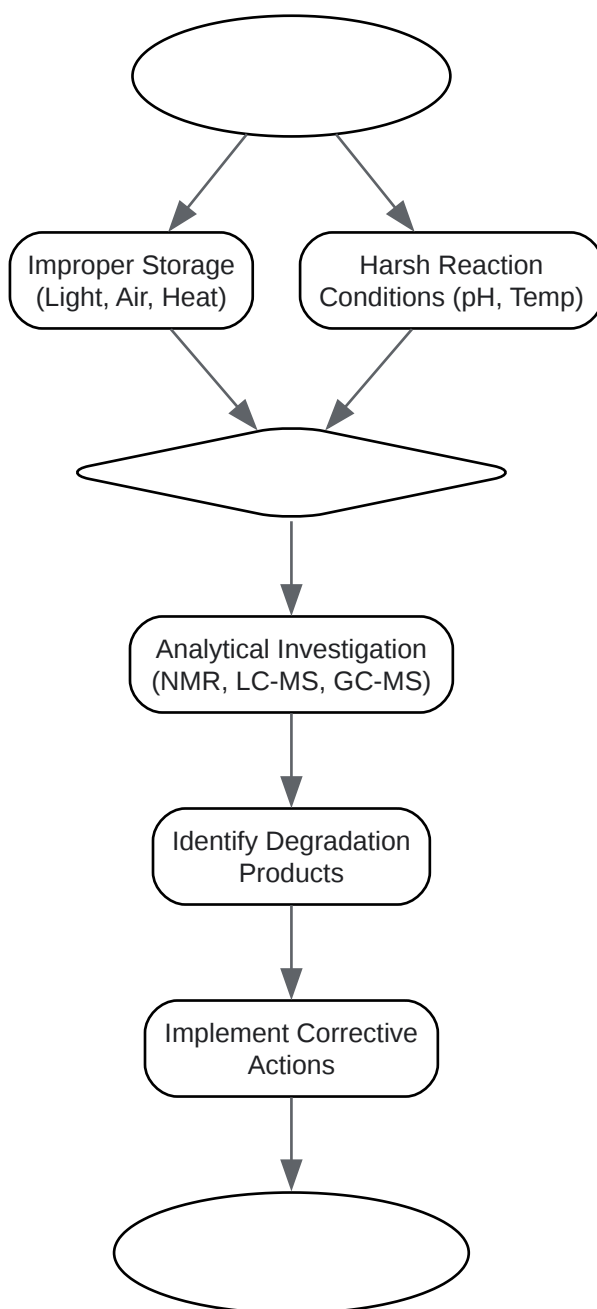 Improper Storage
(Light, Air, Heat)
Harsh Reaction
Conditions (pH, Temp)
Analytical Investigation
(NMR, LC-MS, GC-MS)
Identify Degradation
Products
Implement Corrective
Actions